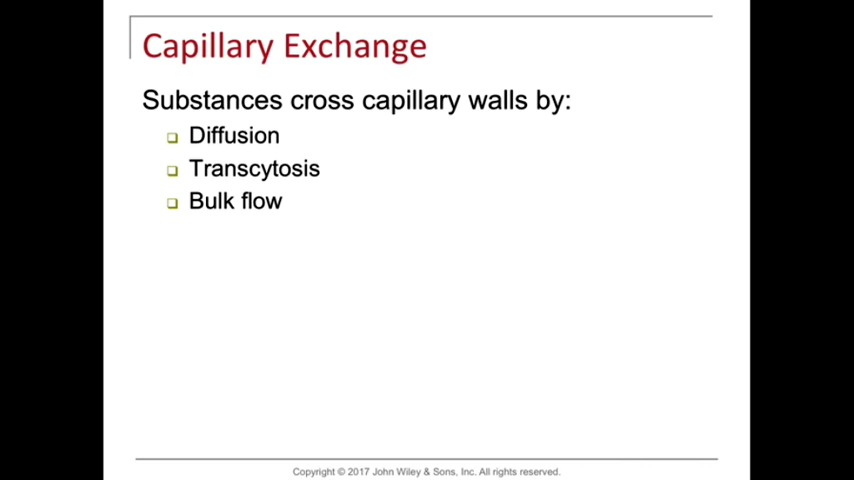 Capillary Exchange
Substances cross capillary walls by:
Diffusion
Transcytosis
Bulk flow
Copyright © 2017 John Wiley & Sons, Inc. All rights reserved.